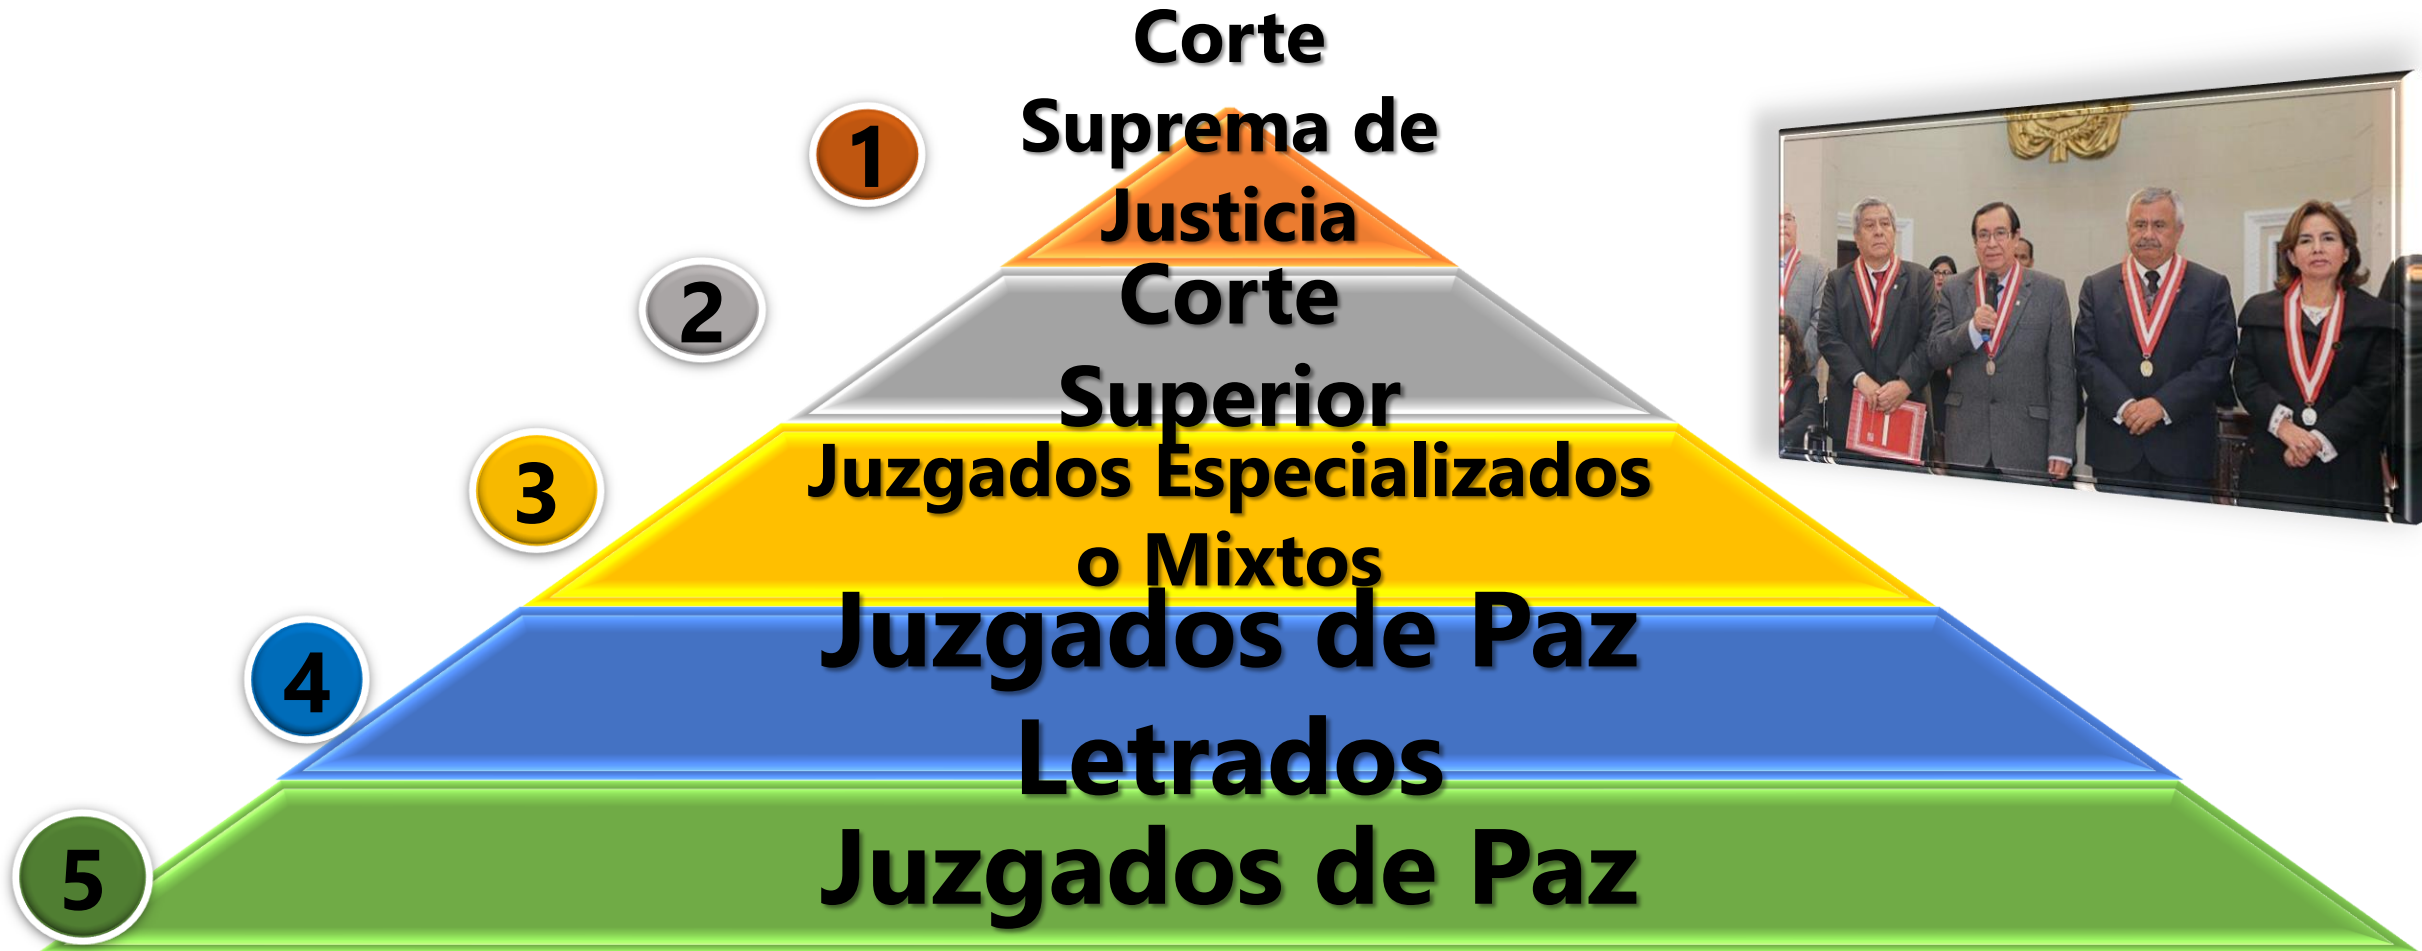 1
Corte
Suprema de
Justicia
2
Corte
Superior
3
Juzgados Especializados
o Mixtos
4
Juzgados de Paz
Letrados
5
Juzgados de Paz